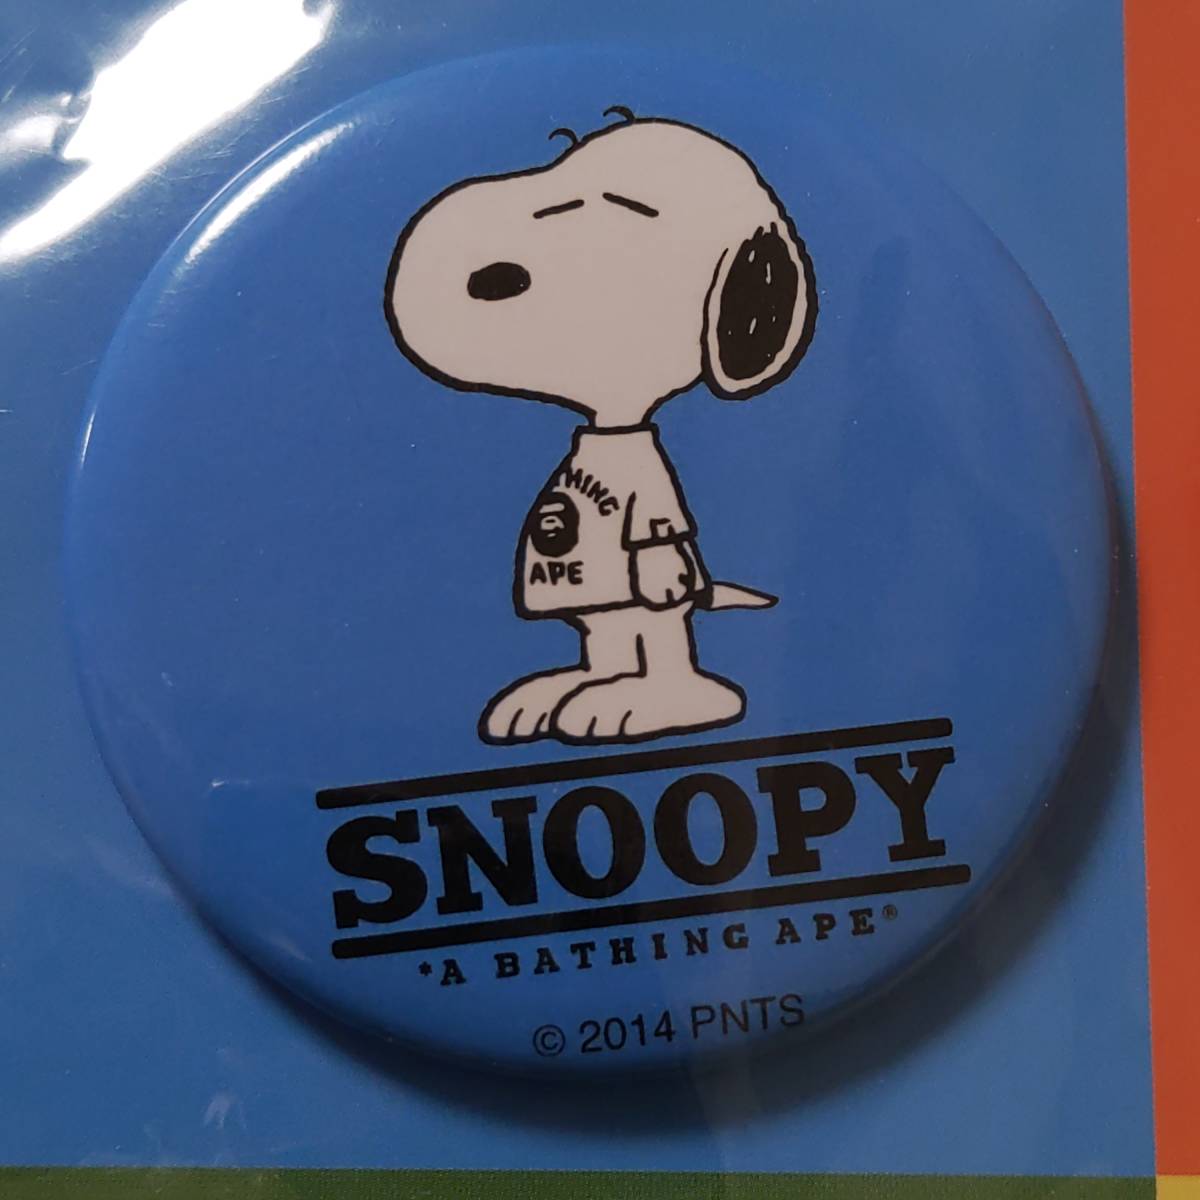 HING
APE
SNOOPY
*A BATHING APE®
© 2014 PNTS